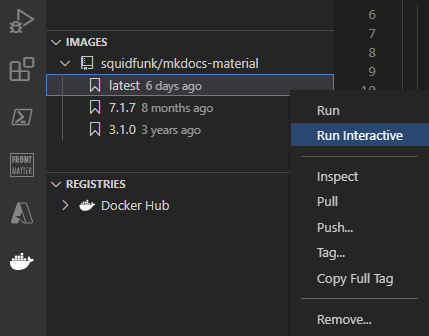 6
7
8
9
10
IMAGES
squidfunk/mkdocs-material
latest 6 days ago
7.1.7 8 months ago
3.1.0 3 years ago
REGISTRIES
Docker Hub
FRONT
MATTER
Run
Run Interactive
Inspect
Pull
Push...
Tag...
Copy Full Tag
Remove...